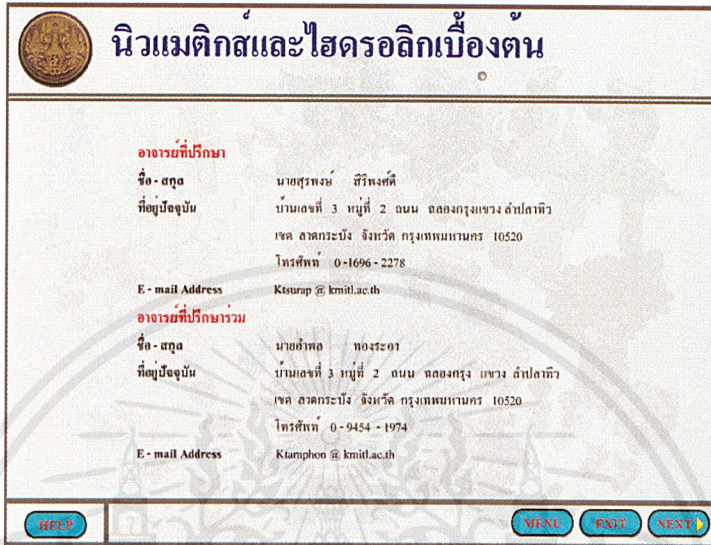 นิวแมติกส์และไฮดรอลิกเบื้องต้น
อาจารย์ที่ปรึกษา
ชื่อ - สกุล นายสุรพงษ์ สิริพงศ์ดี
ที่อยู่ปัจจุบัน บ้านเลขที่ 3 หมู่ที่ 2 ถนน ฉลองกรุงแขวง ลำปลาทิว
เขต ลาดกระบัง จังหวัด กรุงเทพมหานคร 10520
โทรศัพท์ 0-1696 - 2278
E - mail Address Ktsurap @ kmitl.ac.th
อาจารย์ที่ปรึกษาร่วม
ชื่อ - สกุล นายอำพล ทองระอา
ที่อยู่ปัจจุบัน บ้านเลขที่ 3 หมู่ที่ 2 ถนน ฉลองกรุง แขวง ลำปลาทิว
เขต ลาดกระบัง จังหวัด กรุงเทพมหานคร 10520
โทรศัพท์ 0 - 9454 - 1974
E - mail Address Ktamphon @ kmitl.ac.th
HELP MENU EXIT NEXT